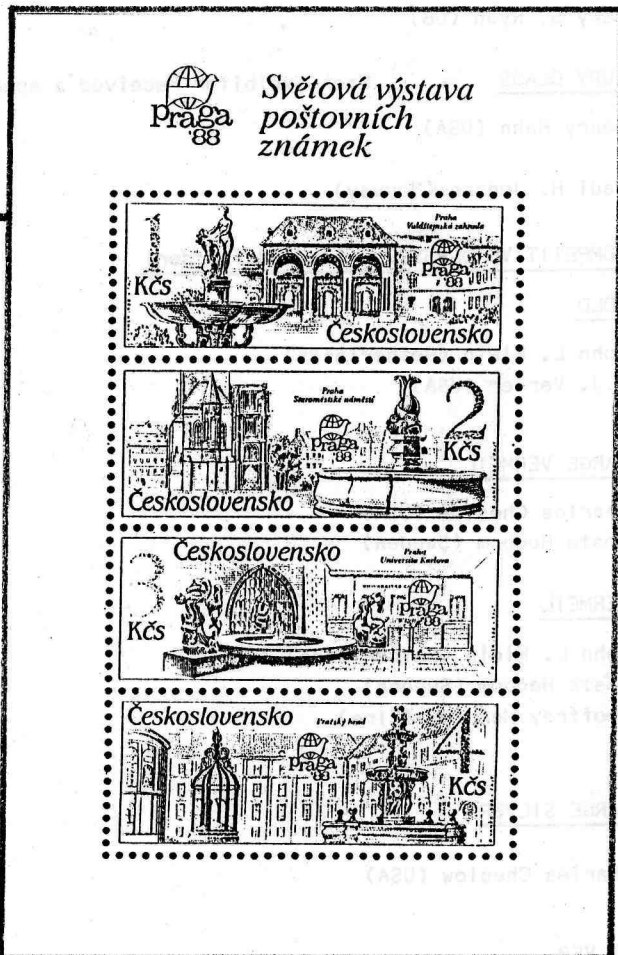 praga
'88
Světová výstava
poštovních
známek
1
Kčs
Praha
Valdštejnská zahrada
praga
'88
Československo
Praha
Staroměstské náměstí
praga
'88
2
Kčs
Československo
Československo
Praha
Universita Karlova
3
Kčs
praga
'88
Československo
Pražský hrad
praga
'88
4
Kčs